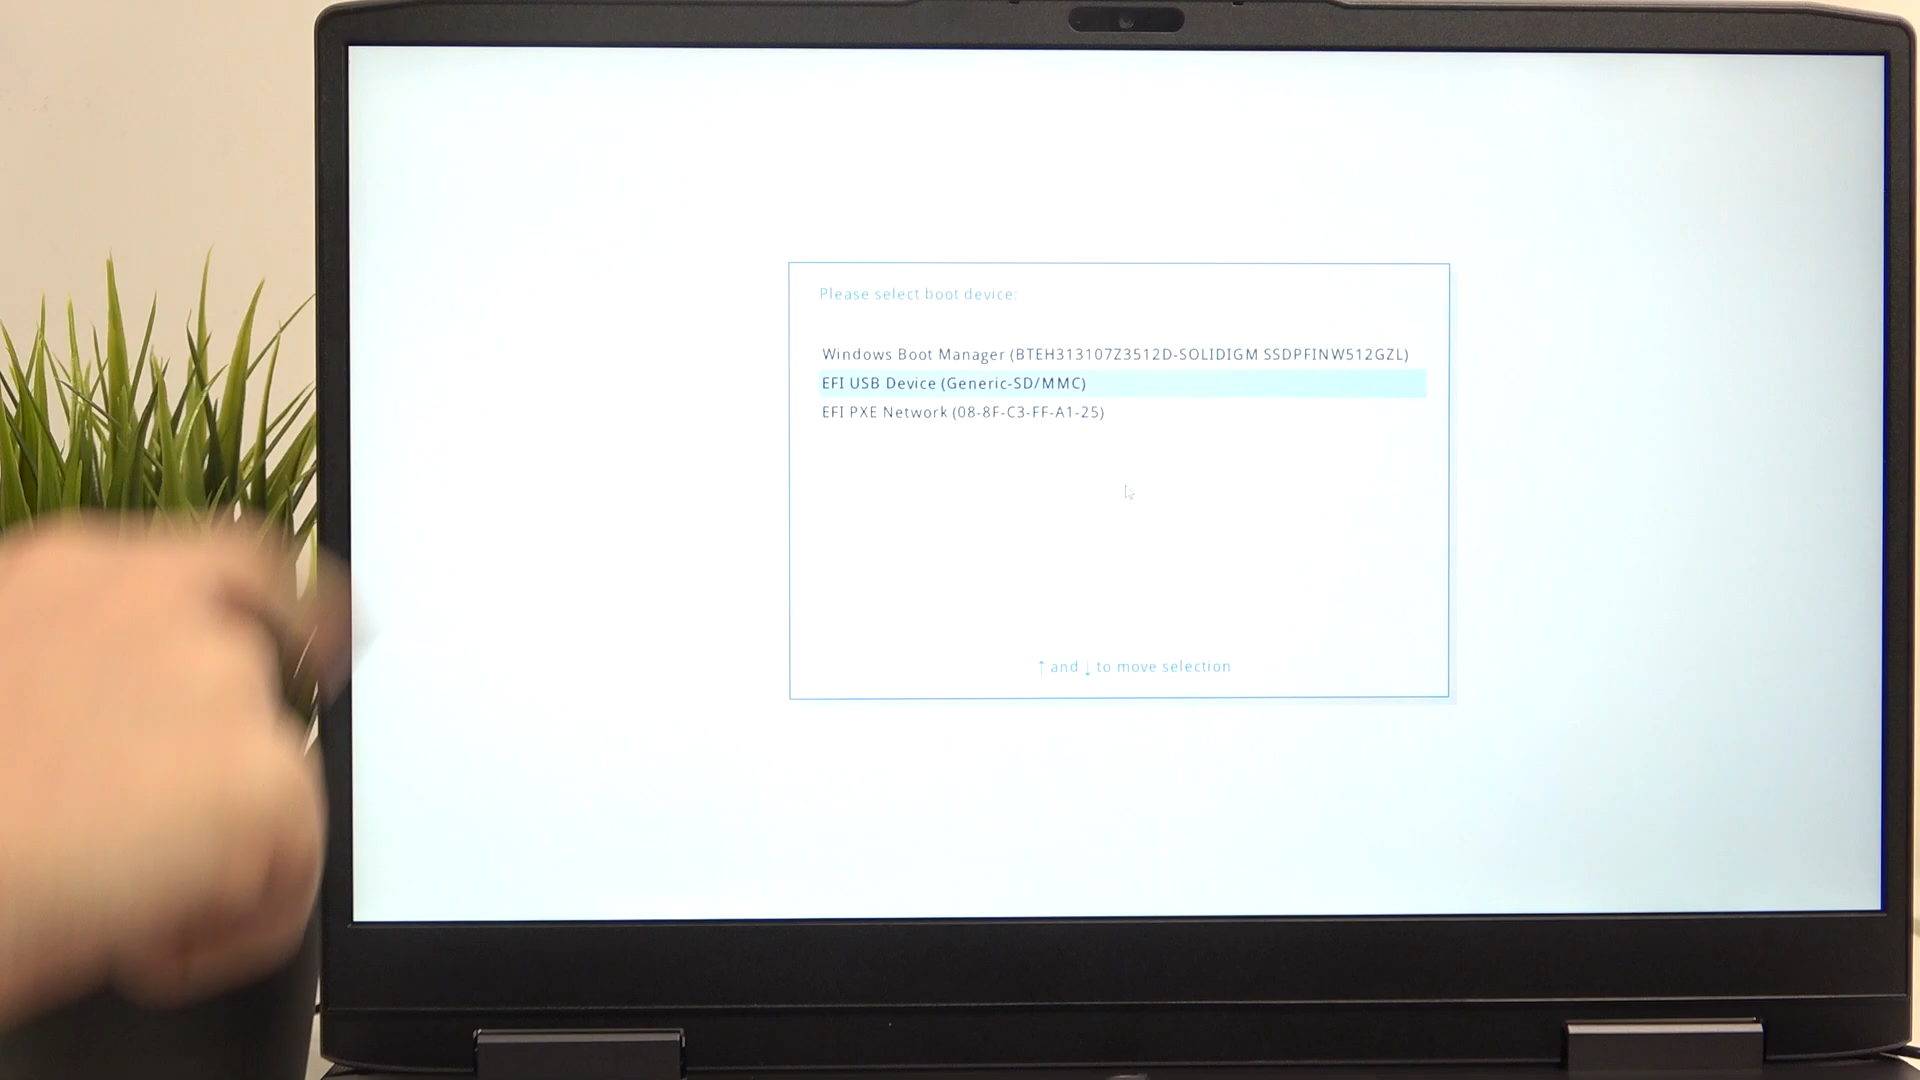 Please select boot device:
Windows Boot Manager (BTEH313107Z3512D-SOLIDIGM SSDPFINW512GZL)
EFI USB Device (Generic-SD/MMC)
EFI PXE Network (08-8F-C3-FF-A1-25)
↑ and ↓ to move selection